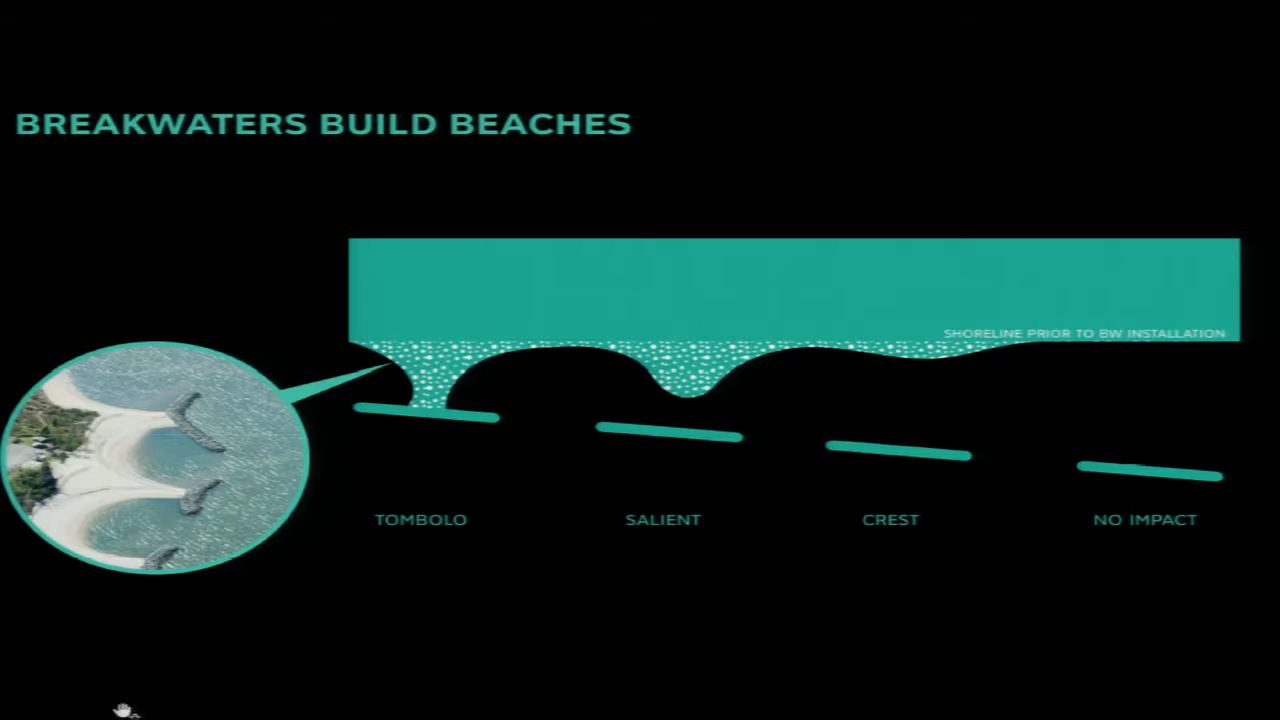 BREAKWATERS BUILD BEACHES
SHORELINE PRIOR TO BW INSTALLATION
TOMBOLO
SALIENT
CREST
NO IMPACT